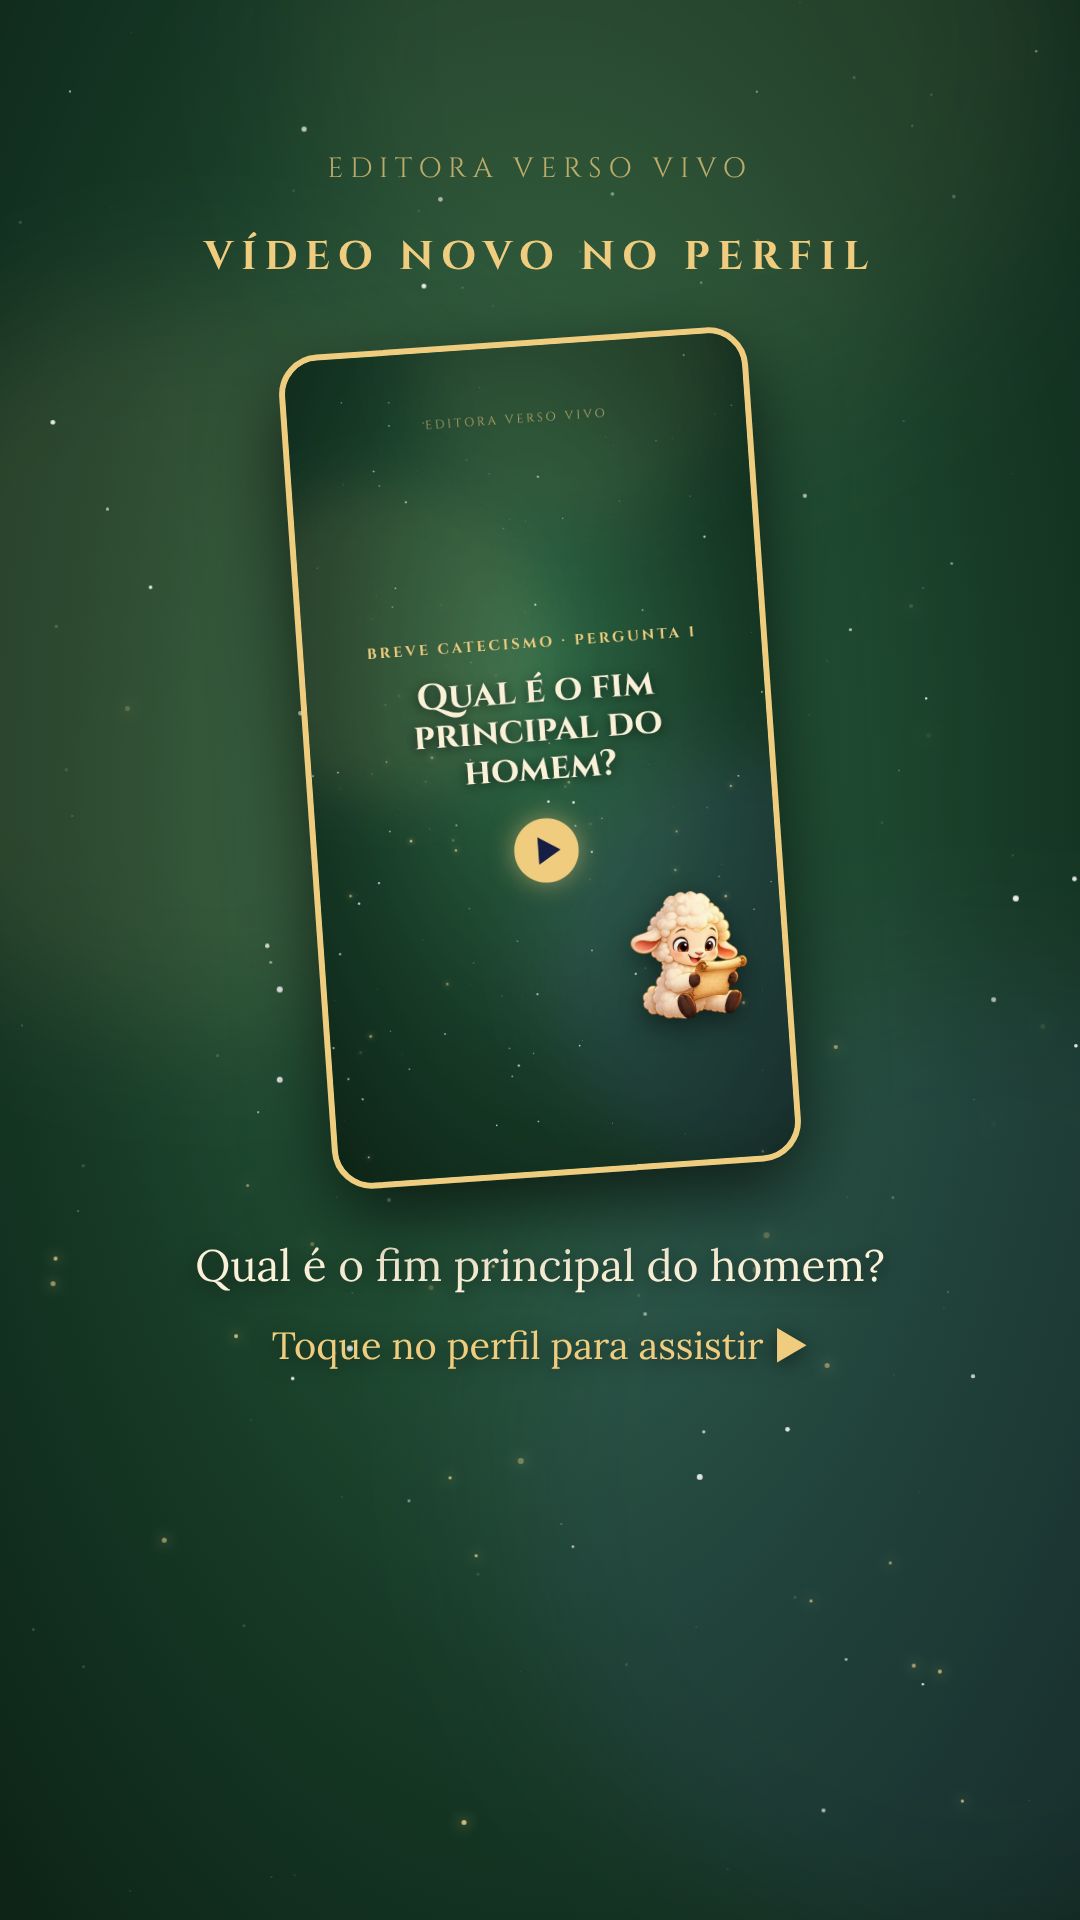 EDITORA VERSO VIVO
VÍDEO NOVO NO PERFIL
EDITORA VERSO VIVO
BREVE CATECISMO · PERGUNTA 1
QUAL É O FIM
PRINCIPAL DO
HOMEM?
Qual é o fim principal do homem?
Toque no perfil para assistir ▶